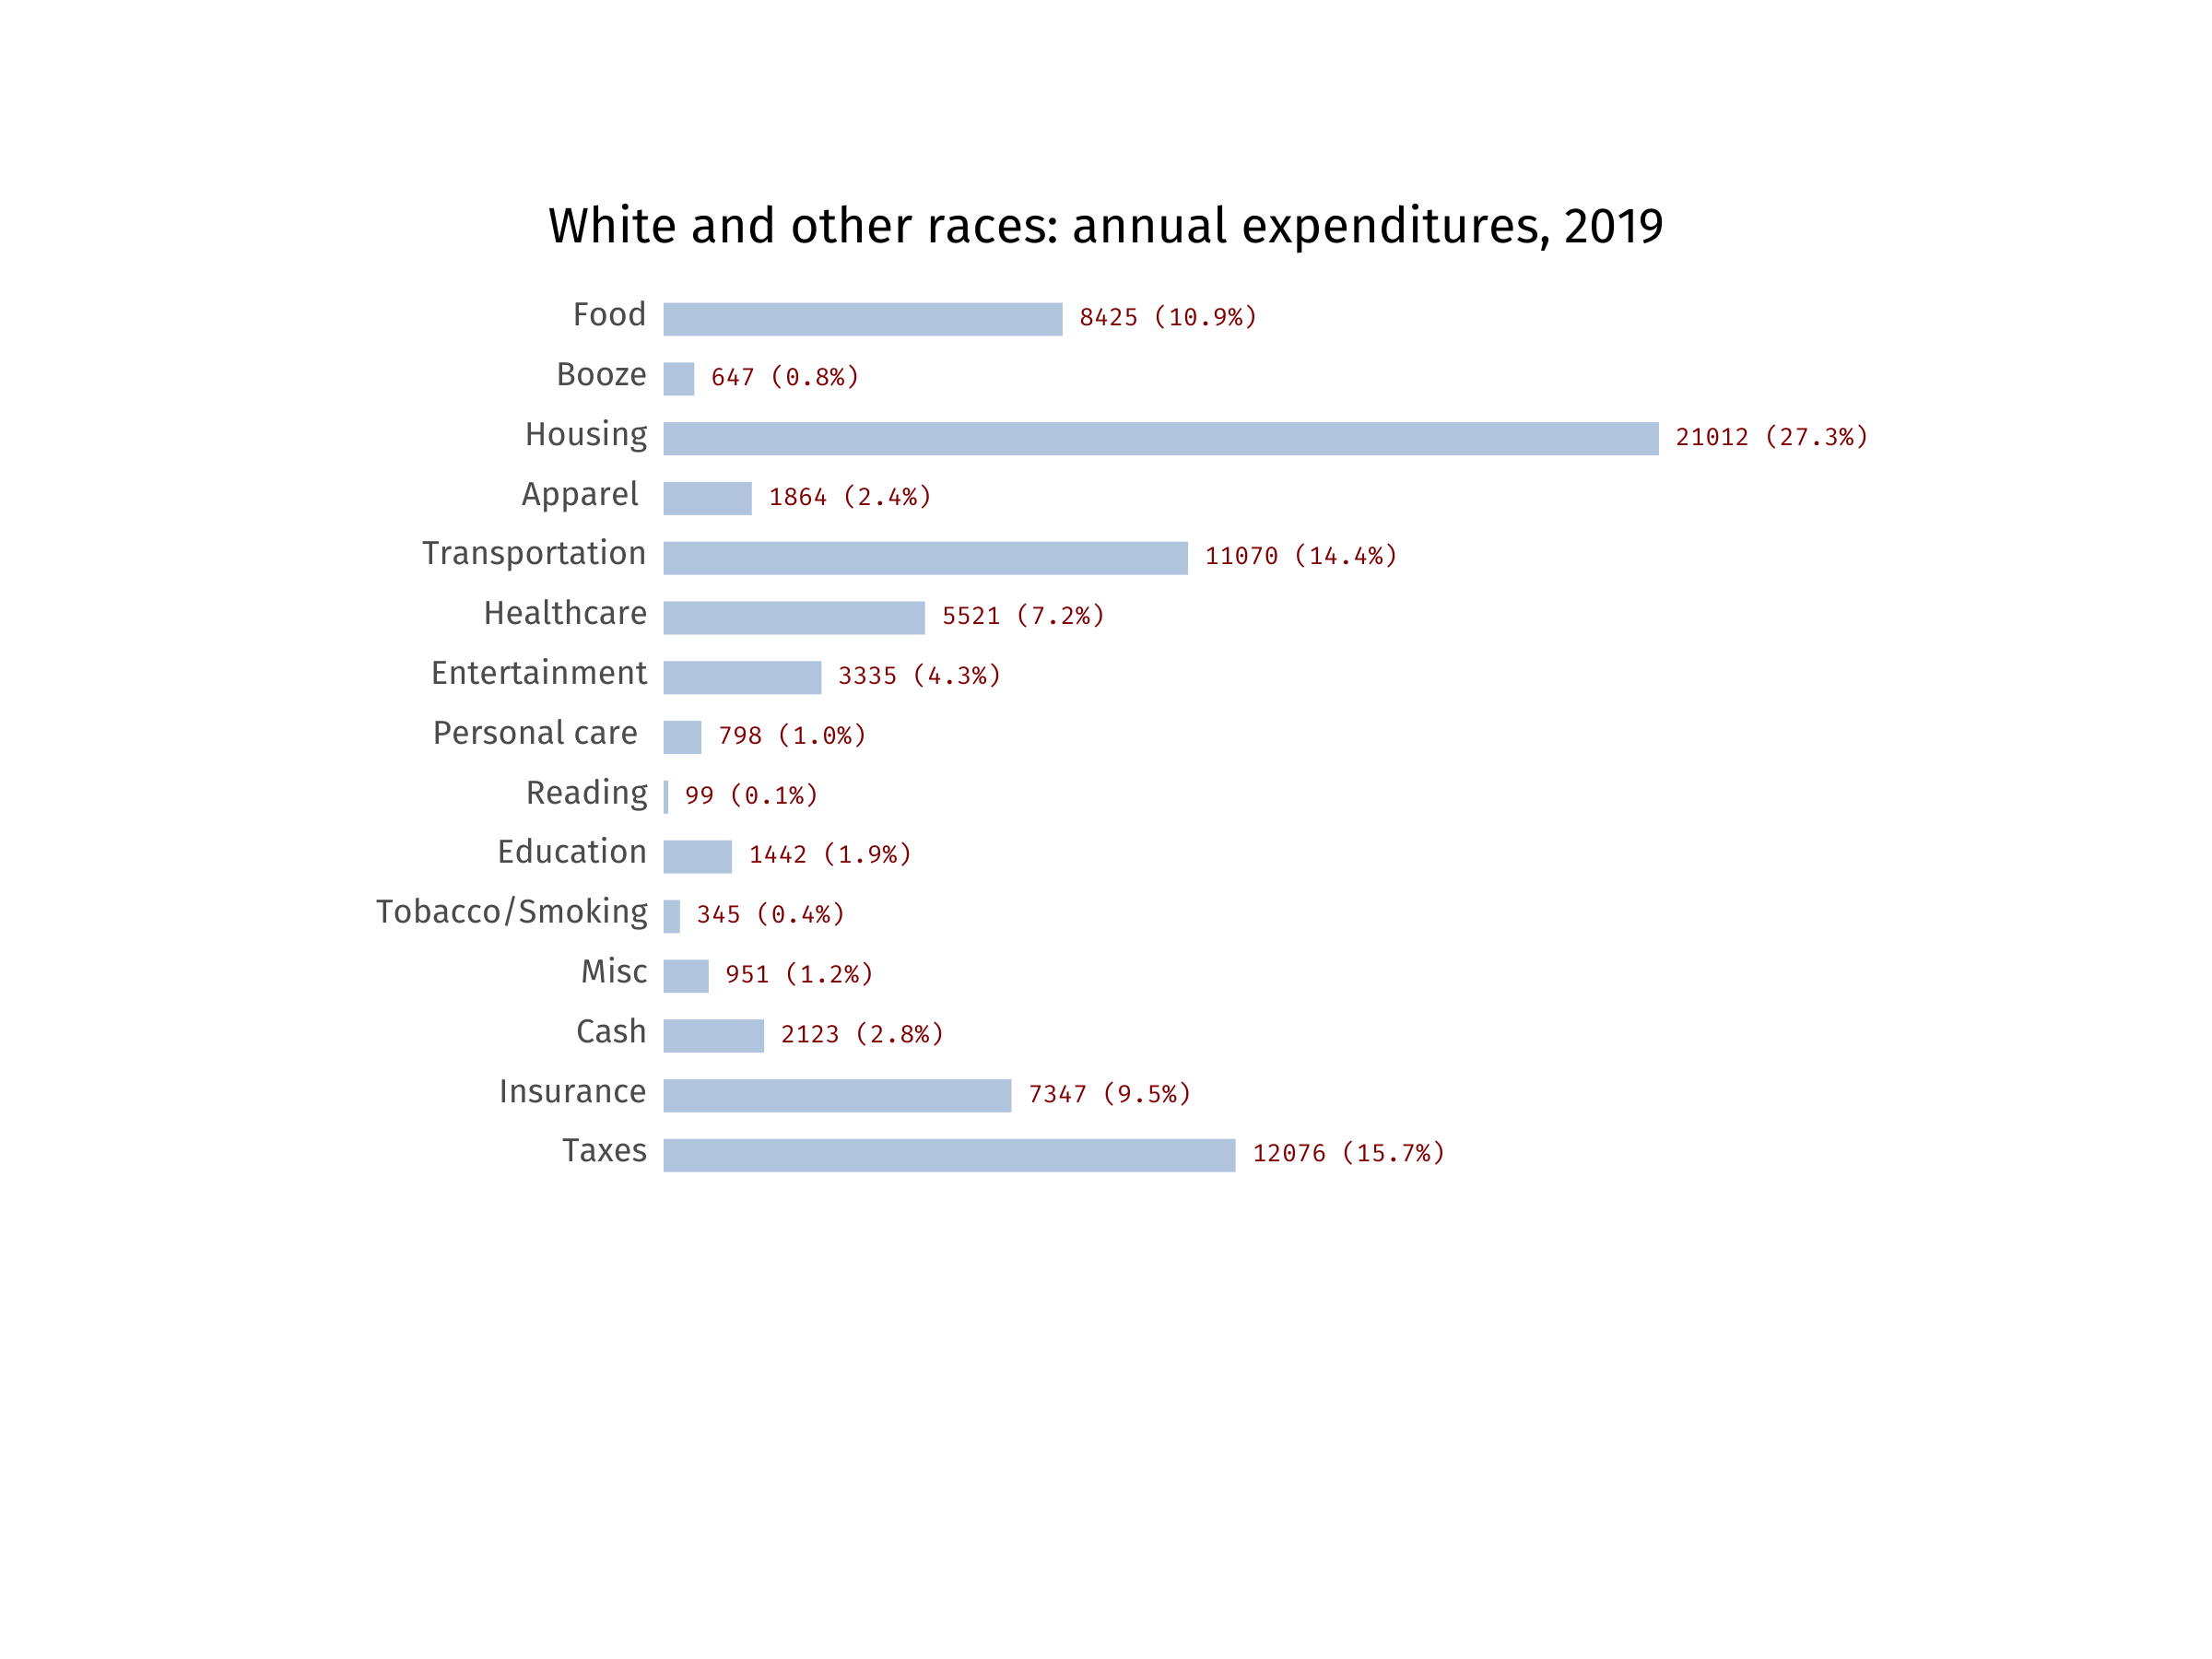 White and other races: annual expenditures, 2019
Food 8425 (10.9%)
Booze 647 (0.8%)
Housing 21012 (27.3%)
Apparel 1864 (2.4%)
Transportation 11070 (14.4%)
Healthcare 5521 (7.2%)
Entertainment 3335 (4.3%)
Personal care 798 (1.0%)
Reading 99 (0.1%)
Education 1442 (1.9%)
Tobacco/Smoking 345 (0.4%)
Misc 951 (1.2%)
Cash 2123 (2.8%)
Insurance 7347 (9.5%)
Taxes 12076 (15.7%)